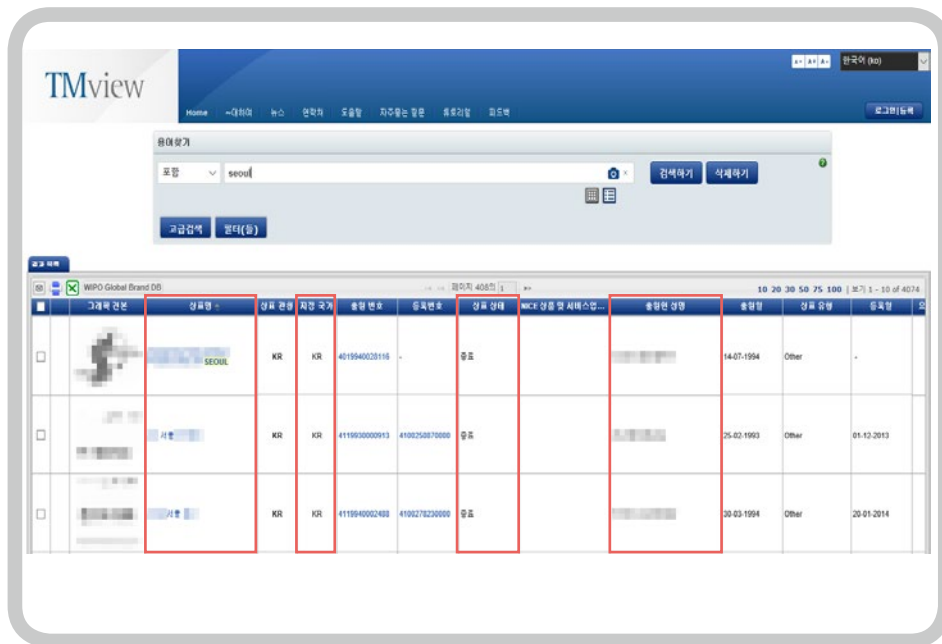 한국어 (ko)
TMview
Home ~대하여 뉴스 연락처 도움말 자주묻는 질문 튜토리얼 피드백
로그인|등록
용어찾기
포함 seoul 검색하기 삭제하기
고급검색 필터(들)
결과 목록
WIPO Global Brand DB 페이지 408의 1 10 20 30 50 75 100 | 보기 1 - 10 of 4074
그래픽 견본 상표명 상표 관청 지정 국가 출원 번호 등록번호 상표 상태 NICE 상품 및 서비스업... 출원인 성명 출원일 상표 유형 등록일
SEOUL KR KR 4019940028116 - 종료 14-07-1994 Other -
서울 KR KR 4119930000913 4100250870000 종료 25-02-1993 Other 01-12-2013
서울 KR KR 4119940002488 4100278230000 종료 30-03-1994 Other 20-01-2014